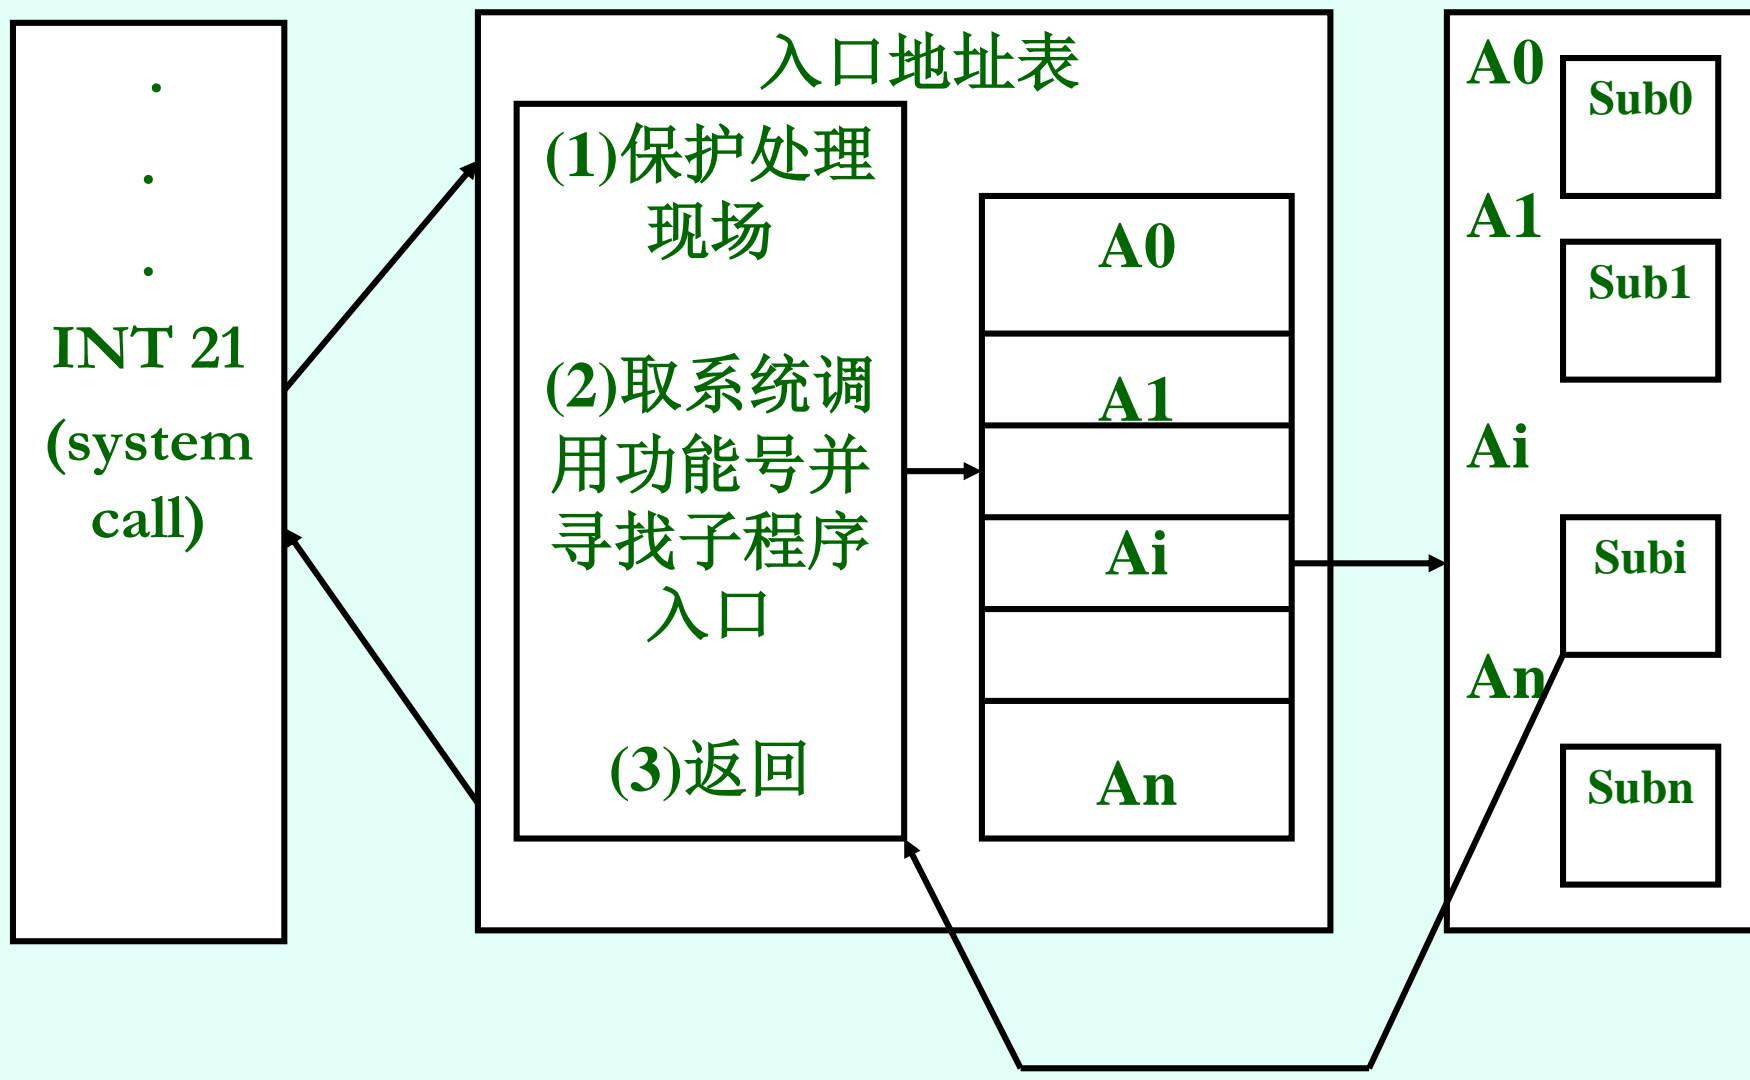 .
.
.
INT 21
(system
call)
入口地址表
(1)保护处理
现场
(2)取系统调
用功能号并
寻找子程序
入口
(3)返回
A0
A1
Ai
An
A0
Sub0
A1
Sub1
Ai
Subi
An
Subn